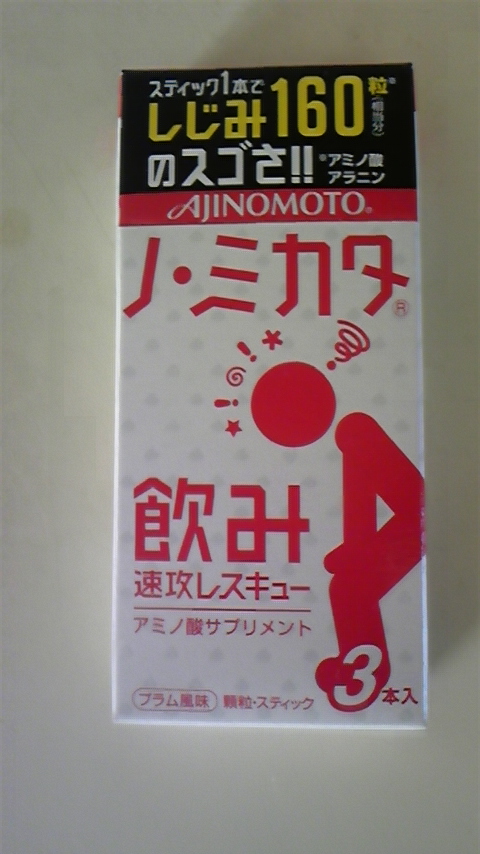 スティック1本で
しじみ160粒※
(相当分)
のスゴさ!!
※アミノ酸
アラニン
AJINOMOTO®
ノ・ミカタ®
飲み
速攻レスキュー
アミノ酸サプリメント
プラム風味 顆粒・スティック
3本入